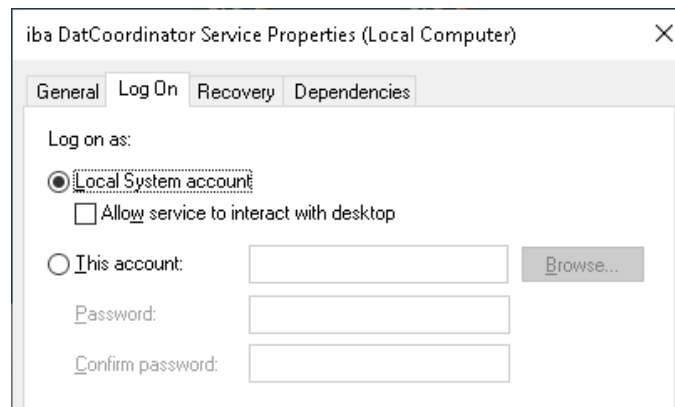 iba DatCoordinator Service Properties (Local Computer)
General Log On Recovery Dependencies
Log on as:
Local System account
Allow service to interact with desktop
This account:
Browse...
Password:
Confirm password: